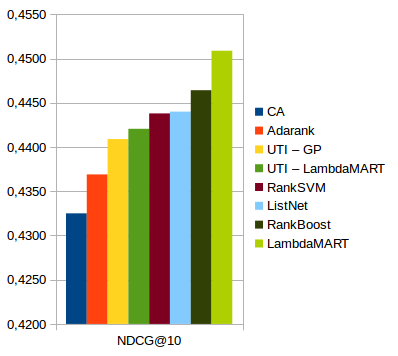 0,4550
0,4500
0,4450
0,4400
0,4350
0,4300
0,4250
0,4200
NDCG@10
CA
Adarank
UTI – GP
UTI – LambdaMART
RankSVM
ListNet
RankBoost
LambdaMART